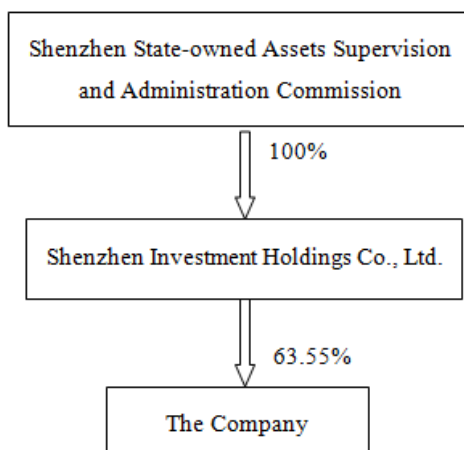 Shenzhen State-owned Assets Supervision
and Administration Commission
100%
Shenzhen Investment Holdings Co., Ltd.
63.55%
The Company